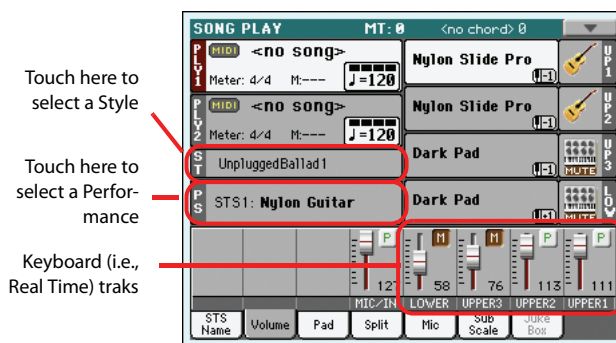 SONG PLAY MT: 0 <no chord> 0
PLY1 MIDI <no song>
Meter: 4/4 M:--- ♩=120
Nylon Slide Pro -1 UP1
PLY2 MIDI <no song>
Meter: 4/4 M:--- ♩=120
Nylon Slide Pro -1 UP2
Touch here to
select a Style
ST UnpluggedBallad1
Dark Pad -1 MUTE UP3
Touch here to
select a Perfor-
mance
PS STS1: Nylon Guitar
Dark Pad MUTE LOW
Keyboard (i.e.,
Real Time) traks
P M M P P
127 58 76 113 111
MIC/IN LOWER UPPER3 UPPER2 UPPER1
STS Name Volume Pad Split Mic Sub Scale Juke Box